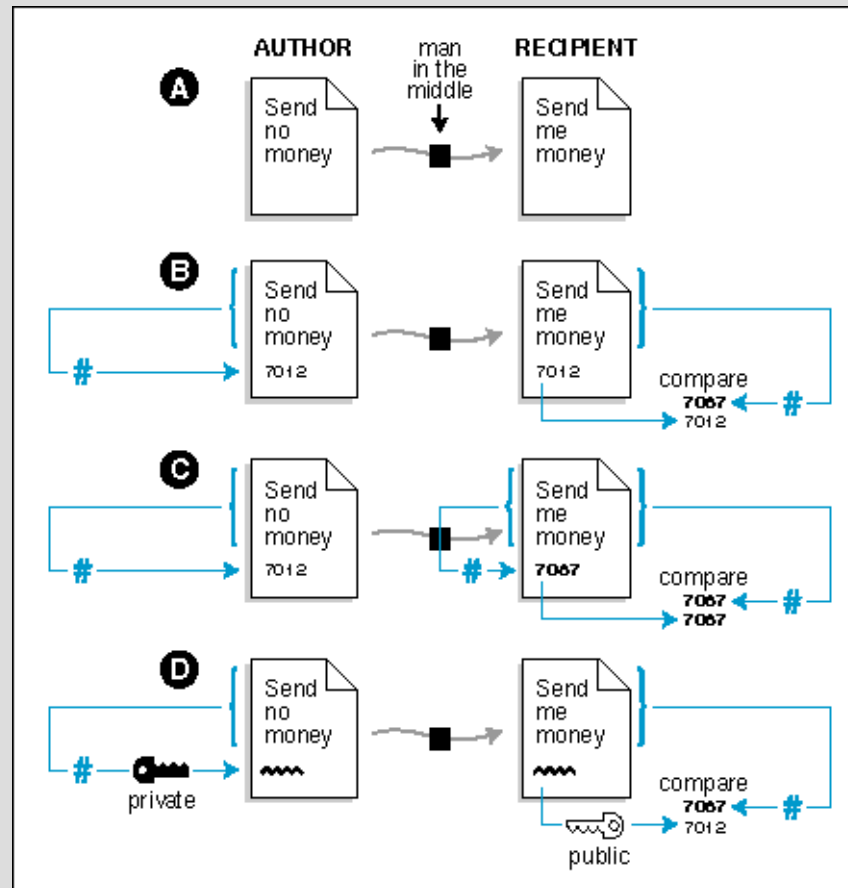 AUTHOR
man
in the
middle
RECIPIENT
A
Send
no
money
Send
me
money
B
Send
no
money
7012
#
Send
me
money
7012
compare
7067
7012
#
C
Send
no
money
7012
#
Send
me
money
7067
#
compare
7067
7067
#
D
Send
no
money
#
private
Send
me
money
compare
7067
7012
#
public